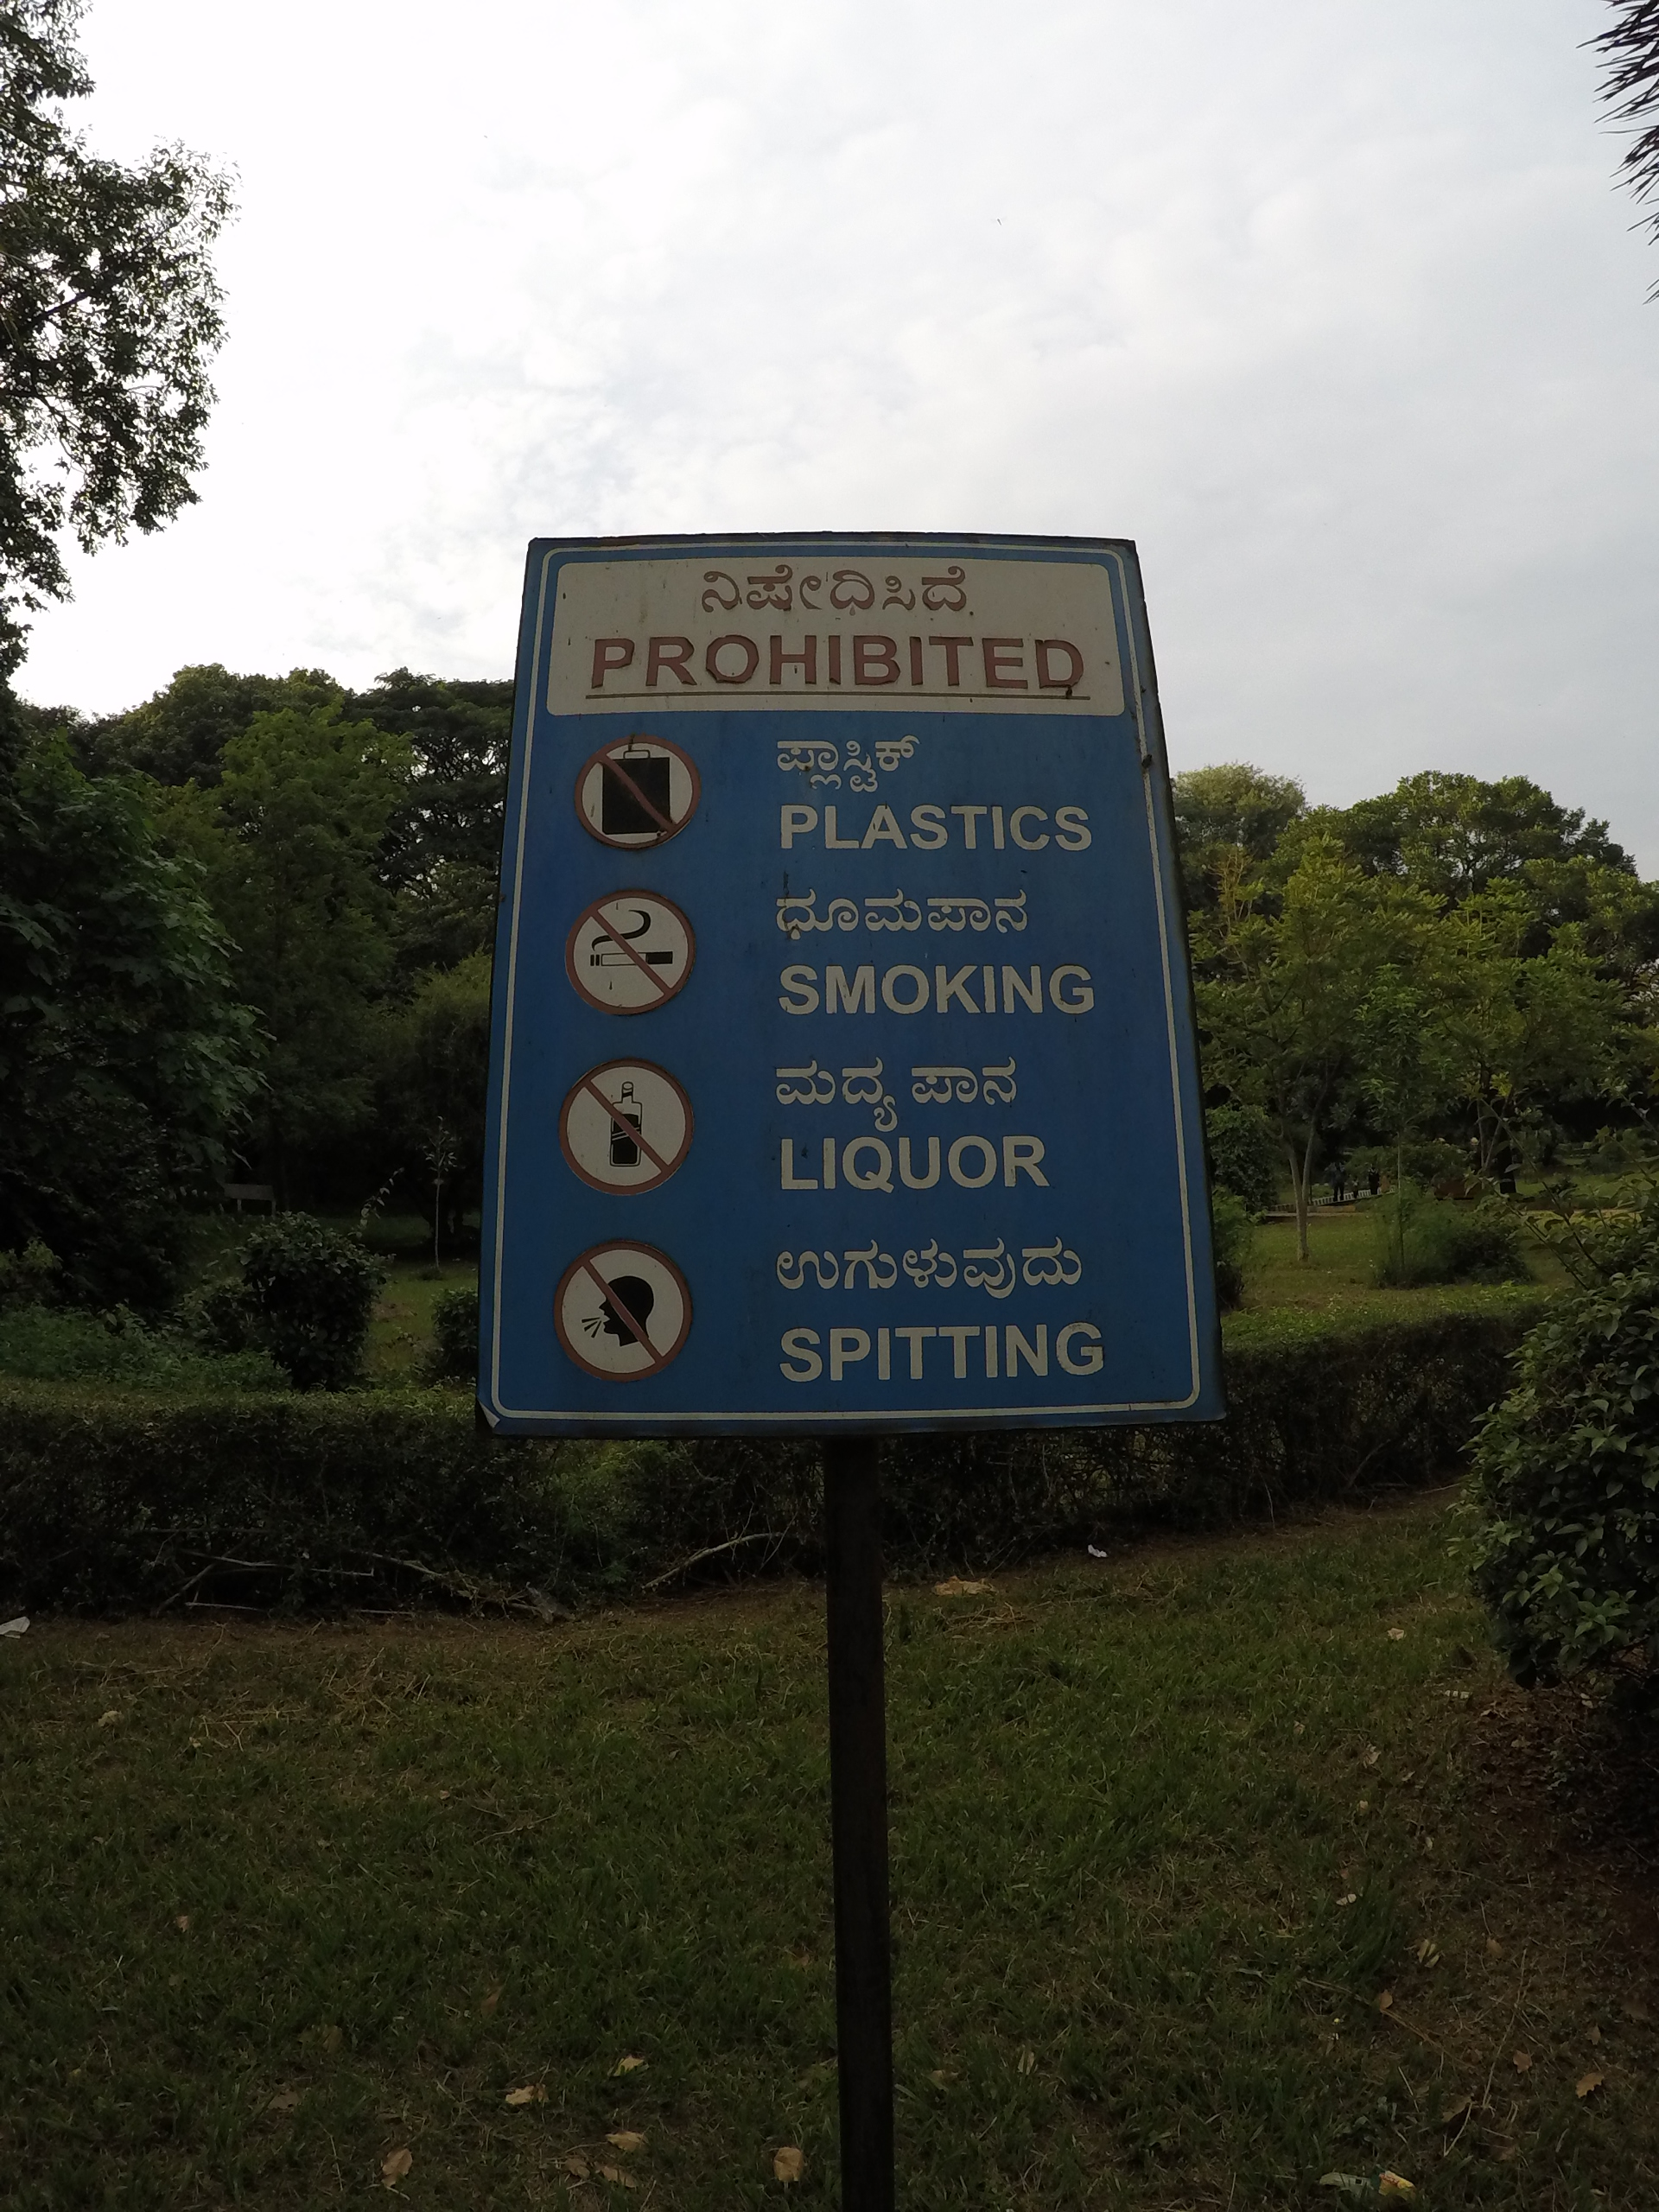 ನಿಷೇಧಿಸಿದೆ
PROHIBITED
ಪ್ಲಾಸ್ಟಿಕ್
PLASTICS
ಧೂಮಪಾನ
SMOKING
ಮದ್ಯ ಪಾನ
LIQUOR
ಉಗುಳುವುದು
SPITTING